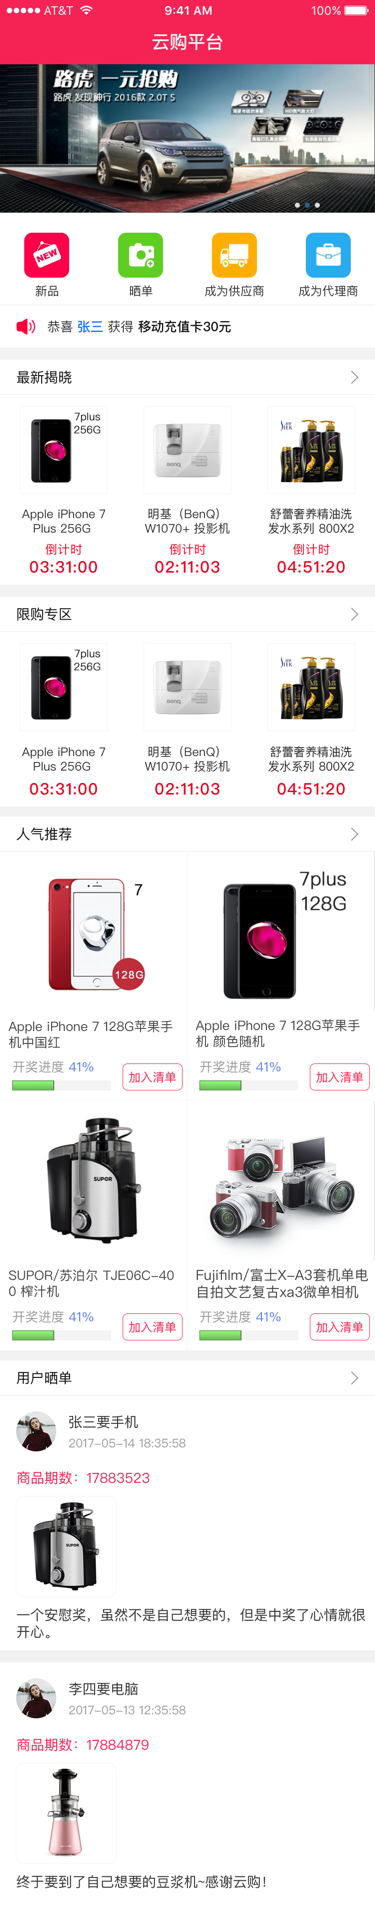 AT&T 9:41 AM 100%
云购平台
路虎 一元抢购
路虎 发现神行 2016款 2.0T S
NEW
新品 晒单 成为供应商 成为代理商
恭喜 张三 获得 移动充值卡30元
最新揭晓
7plus
256G
BenQ
Apple iPhone 7 Plus 256G
明基（BenQ）W1070+ 投影机
舒蕾奢养精油洗发水系列 800X2
倒计时 倒计时 倒计时
03:31:00 02:11:03 04:51:20
限购专区
7plus
256G
BenQ
Apple iPhone 7
Plus 256G
明基（BenQ）
W1070+ 投影机
舒蕾奢养精油洗
发水系列 800X2
03:31:00 02:11:03 04:51:20
人气推荐
7
128G
7plus
128G
Apple iPhone 7 128G苹果手
机中国红
开奖进度 41%
加入清单
Apple iPhone 7 128G苹果手
机 颜色随机
开奖进度 41%
加入清单
SUPOR
SUPOR/苏泊尔 TJE06C-40
0 榨汁机
开奖进度 41%
加入清单
Fujifilm/富士X-A3套机单电
自拍文艺复古xa3微单相机
开奖进度 41%
加入清单
用户晒单
张三要手机
2017-05-14 18:35:58
商品期数：17883523
SUPOR
一个安慰奖，虽然不是自己想要的，但是中奖了心情就很
开心。
李四要电脑
2017-05-13 12:35:58
商品期数：17884879
终于要到了自己想要的豆浆机~感谢云购！